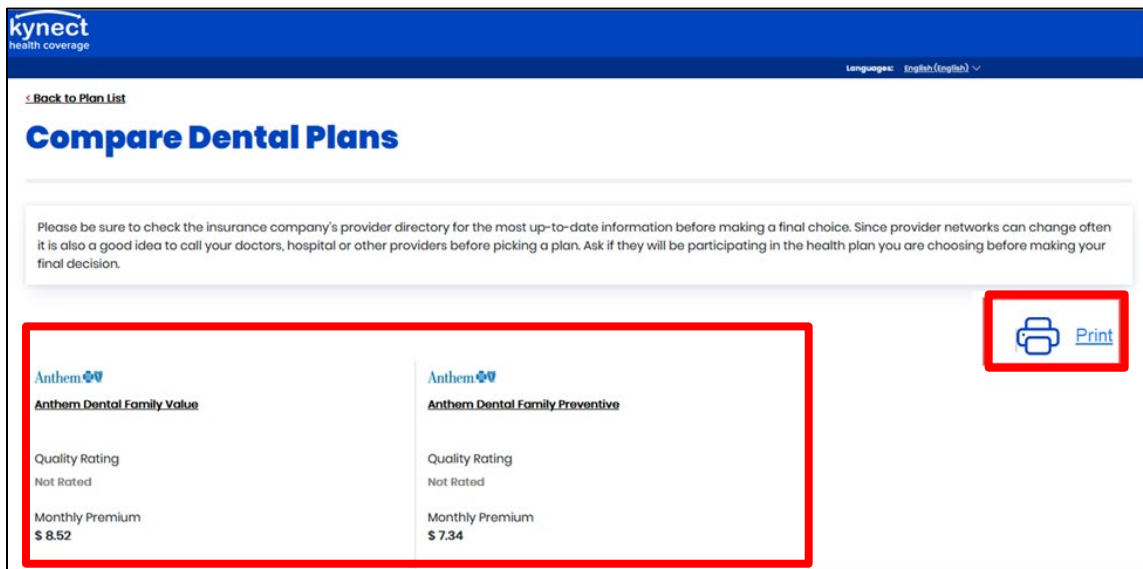 kynect
health coverage
Languages: English (English)
< Back to Plan List
Compare Dental Plans
Please be sure to check the insurance company's provider directory for the most up-to-date information before making a final choice. Since provider networks can change often
it is also a good idea to call your doctors, hospital or other providers before picking a plan. Ask if they will be participating in the health plan you are choosing before making your
final decision.
Print
Anthem
Anthem Dental Family Value
Quality Rating
Not Rated
Monthly Premium
$ 8.52
Anthem
Anthem Dental Family Preventive
Quality Rating
Not Rated
Monthly Premium
$ 7.34